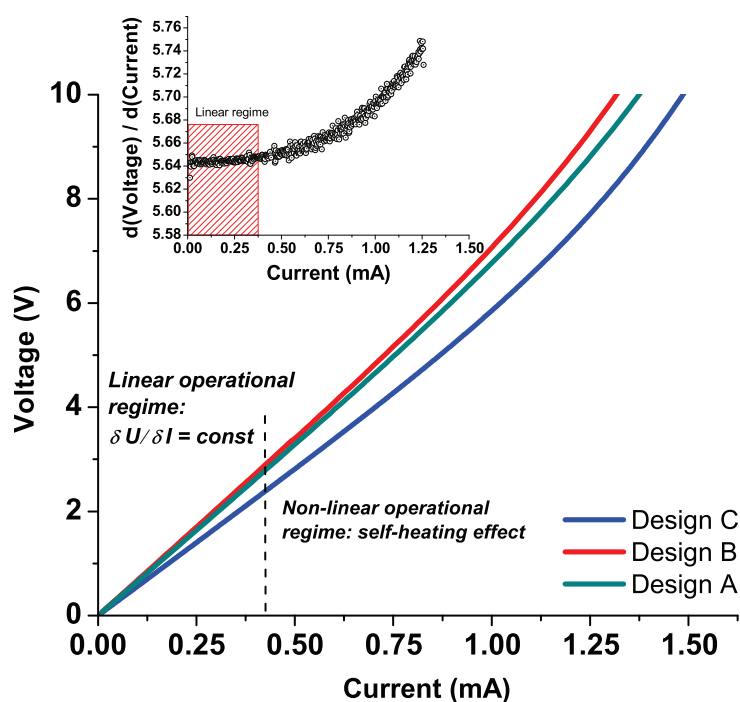 d(Voltage) / d(Current)
5.76
5.74
5.72
5.70
5.68
5.66
5.64
5.62
5.60
5.58
Linear regime
0.00 0.25 0.50 0.75 1.00 1.25 1.50
Current (mA)
Voltage (V)
10
8
6
4
2
0
Linear operational
regime:
δ U/δ I = const
Non-linear operational
regime: self-heating effect
Design C
Design B
Design A
0.00 0.25 0.50 0.75 1.00 1.25 1.50
Current (mA)